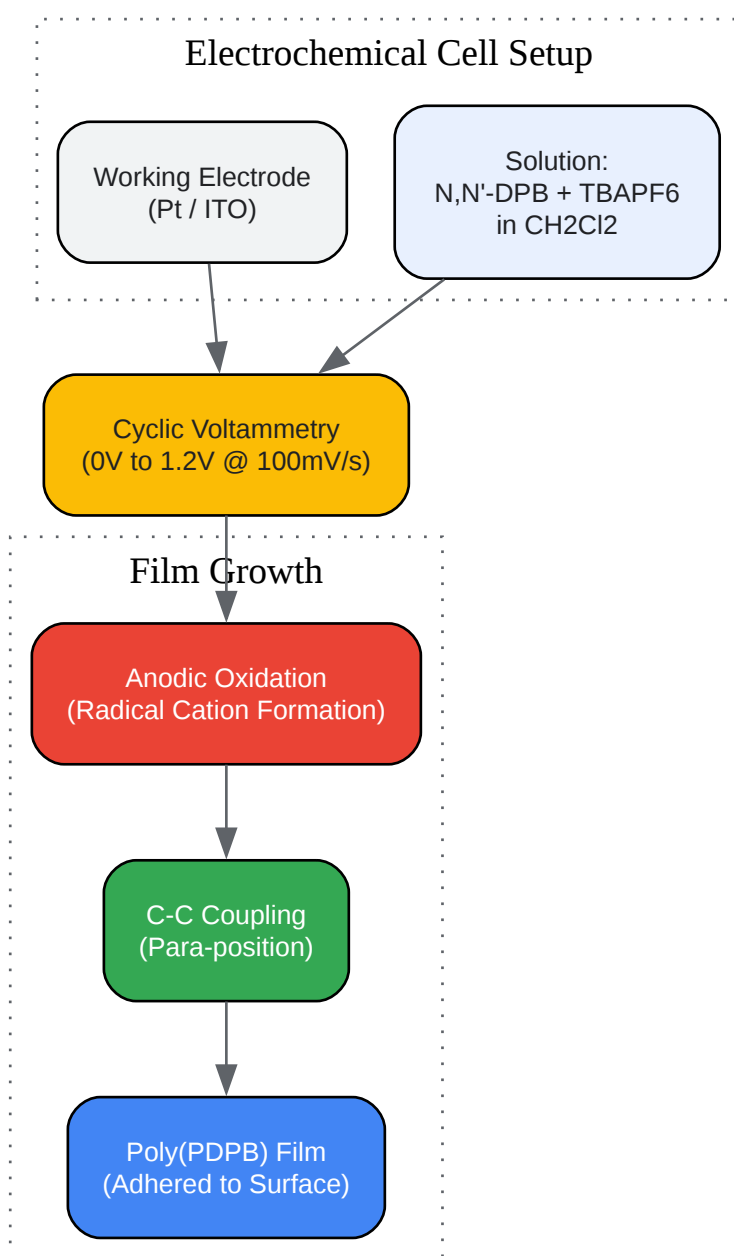 Electrochemical Cell Setup
Working Electrode
(Pt / ITO)
Solution:
N,N'-DPB + TBAPF6
in CH2Cl2
Cyclic Voltammetry
(0V to 1.2V @ 100mV/s)
Film Growth
Anodic Oxidation
(Radical Cation Formation)
C-C Coupling
(Para-position)
Poly(PDPB) Film
(Adhered to Surface)